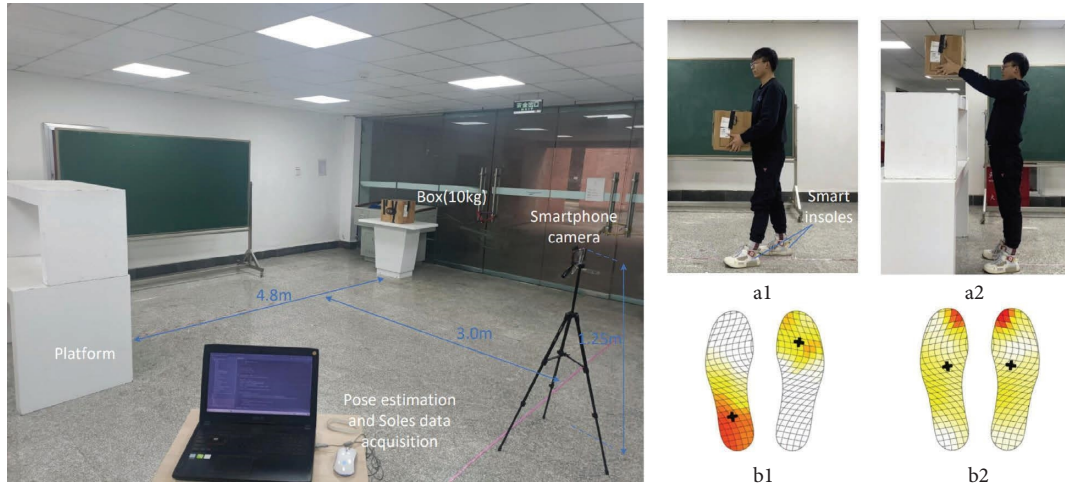 Box(10kg)
Smartphone
camera
4.8m
3.0m
1.25m
Platform
Pose estimation
and Soles data
acquisition
Smart
insoles
a1
a2
b1
b2